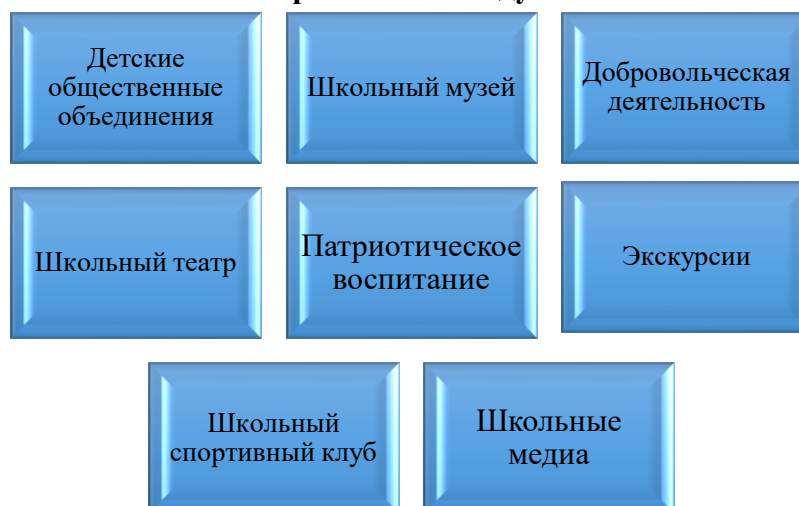 Детские
общественные
объединения
Школьный музей
Добровольческая
деятельность
Школьный театр
Патриотическое
воспитание
Экскурсии
Школьный
спортивный клуб
Школьные
медиа